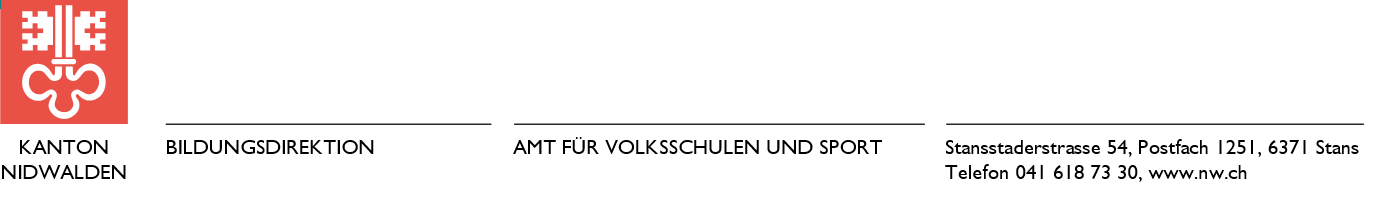 KANTON
NIDWALDEN
BILDUNGSDIREKTION
AMT FÜR VOLKSSCHULEN UND SPORT
Stansstaderstrasse 54, Postfach 1251, 6371 Stans
Telefon 041 618 73 30, www.nw.ch